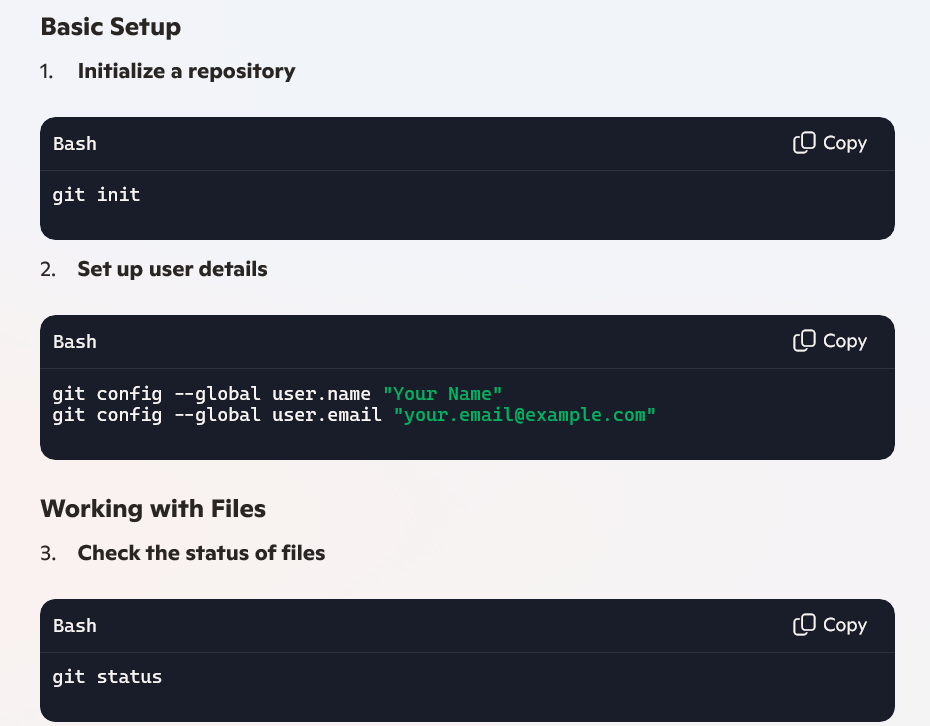 Basic Setup
1. Initialize a repository
Bash Copy
git init
2. Set up user details
Bash Copy
git config --global user.name "Your Name"
git config --global user.email "your.email@example.com"
Working with Files
3. Check the status of files
Bash Copy
git status